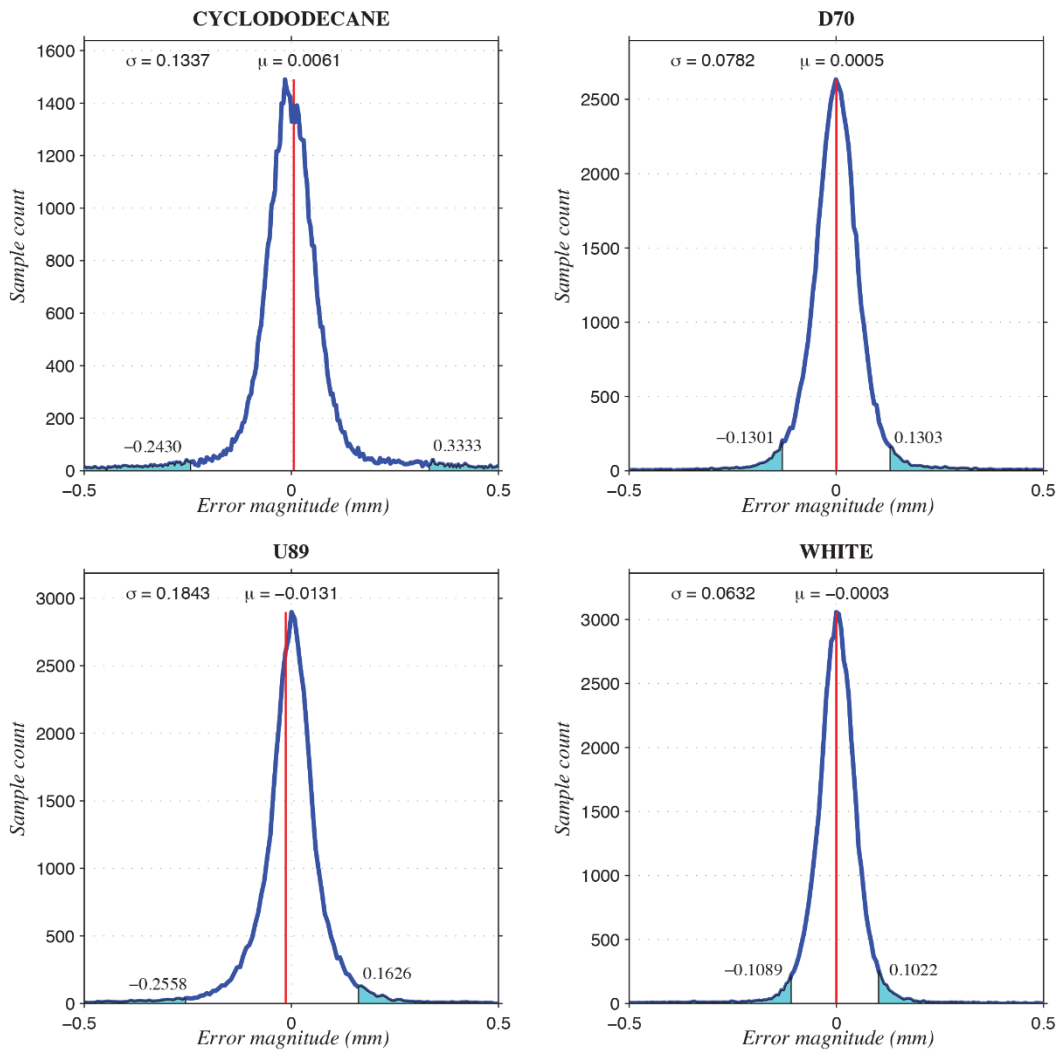 CYCLODODECANE
σ = 0.1337 μ = 0.0061
1600
1400
1200
1000
800
600
400
200
0
Sample count
−0.2430 0.3333
−0.5 0 0.5
Error magnitude (mm)
D70
σ = 0.0782 μ = 0.0005
2500
2000
1500
1000
500
0
Sample count
−0.1301 0.1303
−0.5 0 0.5
Error magnitude (mm)
U89
σ = 0.1843 μ = −0.0131
3000
2500
2000
1500
1000
500
0
Sample count
−0.2558 0.1626
−0.5 0 0.5
Error magnitude (mm)
WHITE
σ = 0.0632 μ = −0.0003
3000
2500
2000
1500
1000
500
0
Sample count
−0.1089 0.1022
−0.5 0 0.5
Error magnitude (mm)